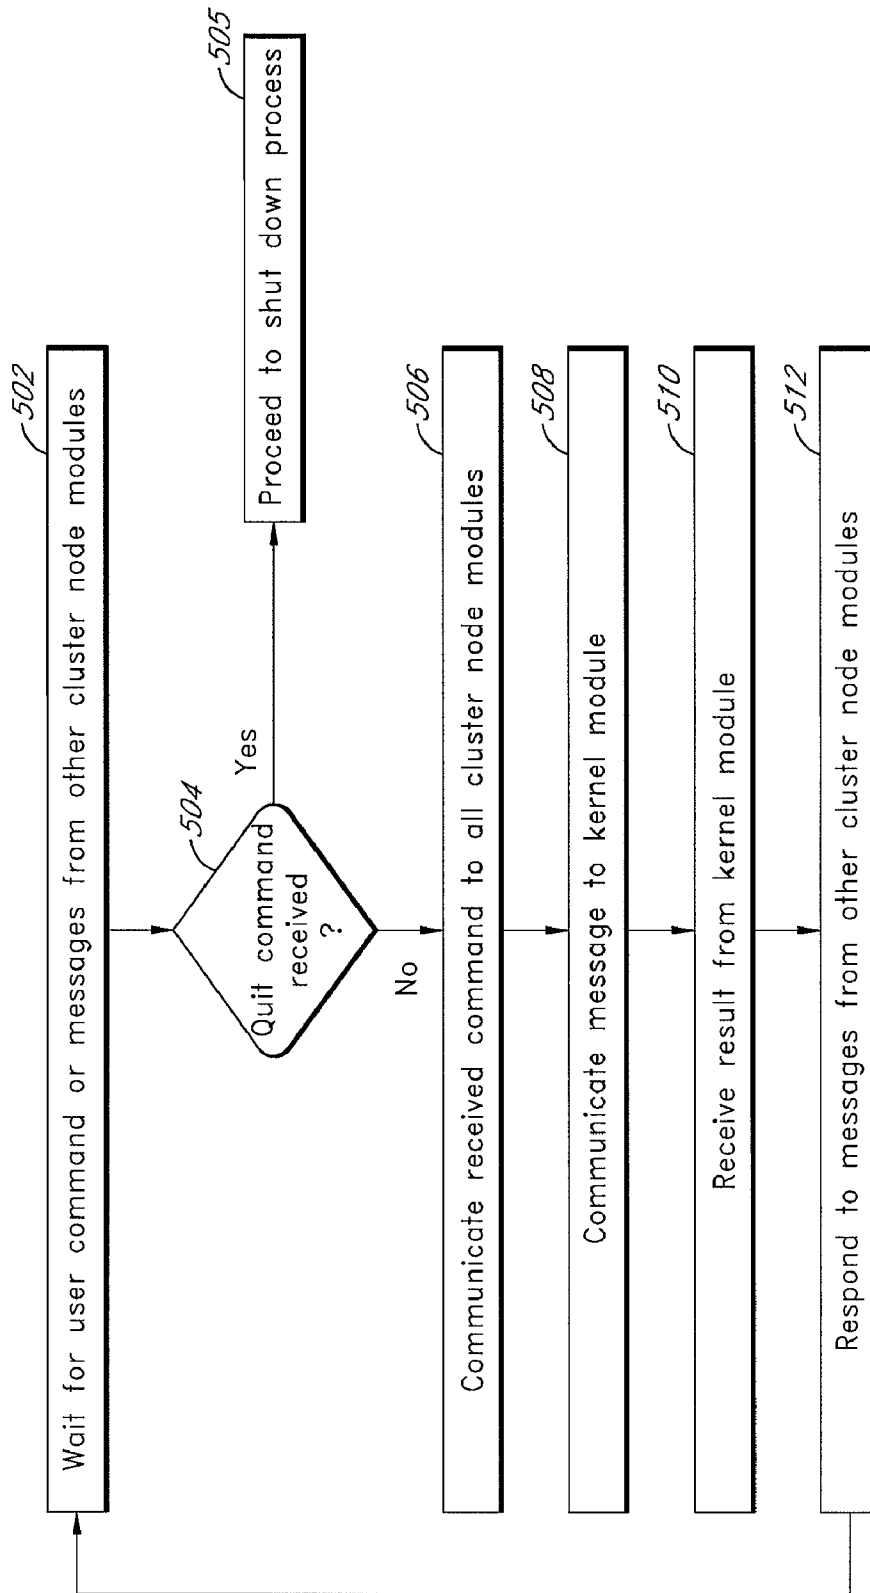 502
Wait for user command or messages from other cluster node modules
504
Quit command
received
?
Yes
505
Proceed to shut down process
No
506
Communicate received command to all cluster node modules
508
Communicate message to kernel module
510
Receive result from kernel module
512
Respond to messages from other cluster node modules